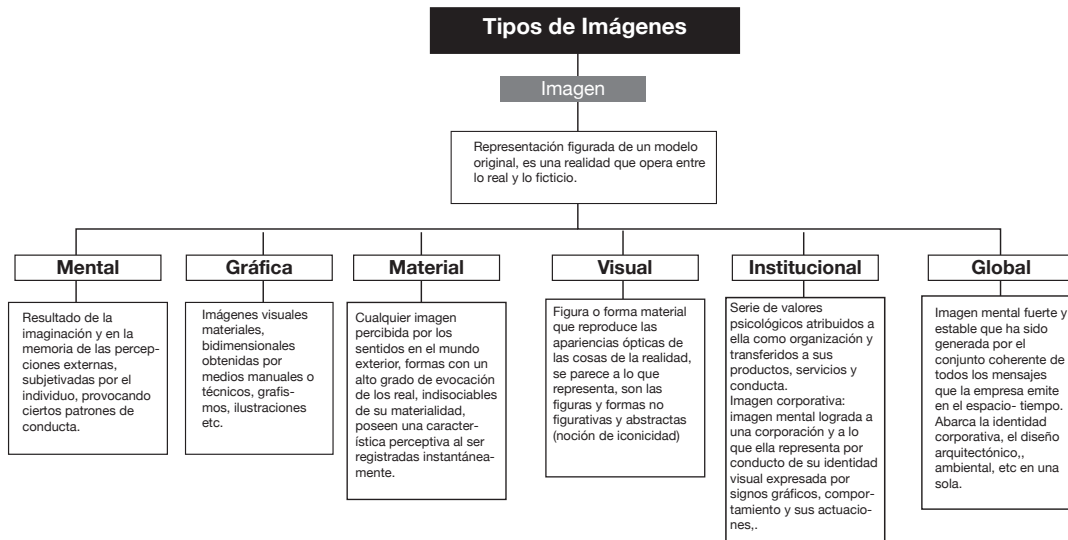 Tipos de Imágenes
Imagen
Representación figurada de un modelo
original, es una realidad que opera entre
lo real y lo ficticio.
Mental
Resultado de la
imaginación y en la
memoria de las percep-
ciones externas,
subjetivadas por el
individuo, provocando
ciertos patrones de
conducta.
Gráfica
Imágenes visuales
materiales,
bidimensionales
obtenidas por
medios manuales o
técnicos, grafis-
mos, ilustraciones
etc.
Material
Cualquier imagen
percibida por los
sentidos en el mundo
exterior, formas con un
alto grado de evocación
de los real, indisociables
de su materialidad,
poseen una caracter-
ística perceptiva al ser
registradas instantánea-
mente.
Visual
Figura o forma material
que reproduce las
apariencias ópticas de
de las cosas de la realidad,
se parece a lo que
representa, son las
figuras y formas no
figurativas y abstractas
(noción de iconicidad)
Institucional
Serie de valores
psicológicos atribuidos a
ella como organización y
transferidos a sus
productos, servicios y
conducta.
Imagen corporativa:
imagen mental lograda a
una corporación y a lo
que ella representa por
conducto de su identidad
visual expresada por
signos gráficos, compor-
tamiento y sus actuacio-
nes,.
Global
Imagen mental fuerte y
estable que ha sido
generada por el
conjunto coherente de
todos los mensajes
que la empresa emite
en el espacio- tiempo.
Abarca la identidad
corporativa, el diseño
arquitectónico,,
ambiental, etc en una
sola.